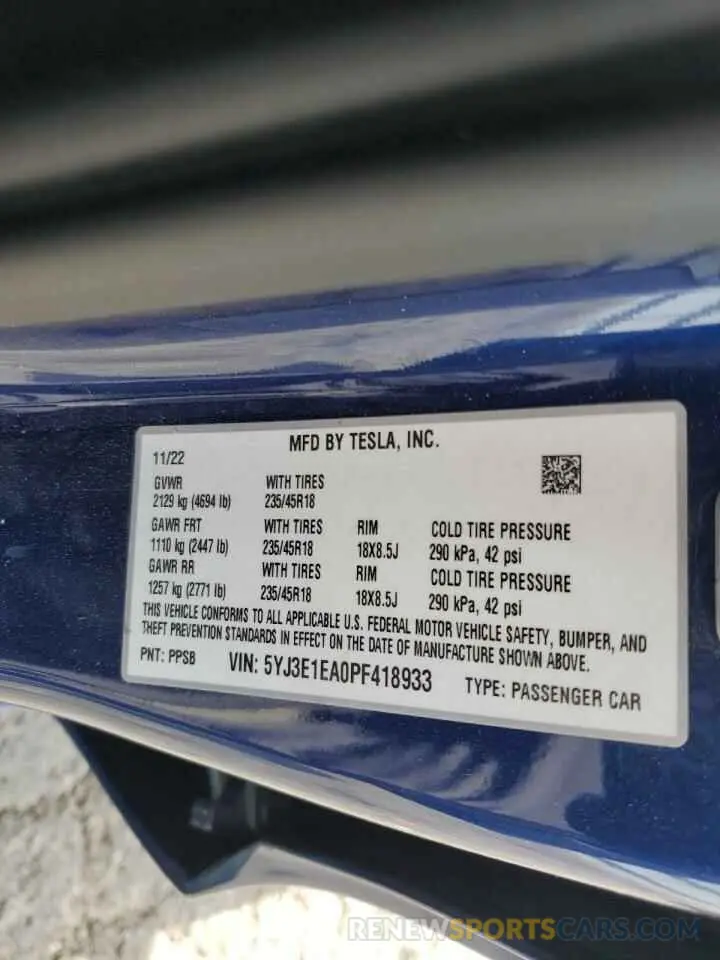 MFD BY TESLA, INC.
11/22
GVWR WITH TIRES
2129 kg (4694 lb) 235/45R18
GAWR FRT WITH TIRES RIM COLD TIRE PRESSURE
1110 kg (2447 lb) 235/45R18 18X8.5J 290 kPa, 42 psi
GAWR RR WITH TIRES RIM COLD TIRE PRESSURE
1257 kg (2771 lb) 235/45R18 18X8.5J 290 kPa, 42 psi
THIS VEHICLE CONFORMS TO ALL APPLICABLE U.S. FEDERAL MOTOR VEHICLE SAFETY, BUMPER, AND
THEFT PREVENTION STANDARDS IN EFFECT ON THE DATE OF MANUFACTURE SHOWN ABOVE.
PNT: PPSB VIN: 5YJ3E1EA0PF418933 TYPE: PASSENGER CAR
RENEWSPORTSCARS.COM